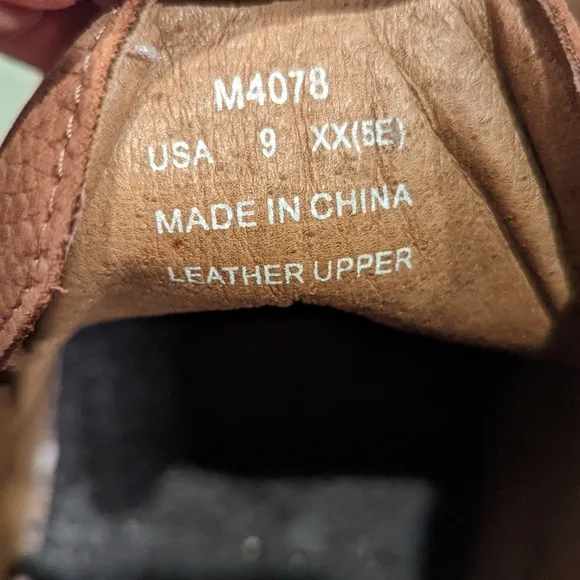 M4078
USA 9 XX(5E)
MADE IN CHINA
LEATHER UPPER